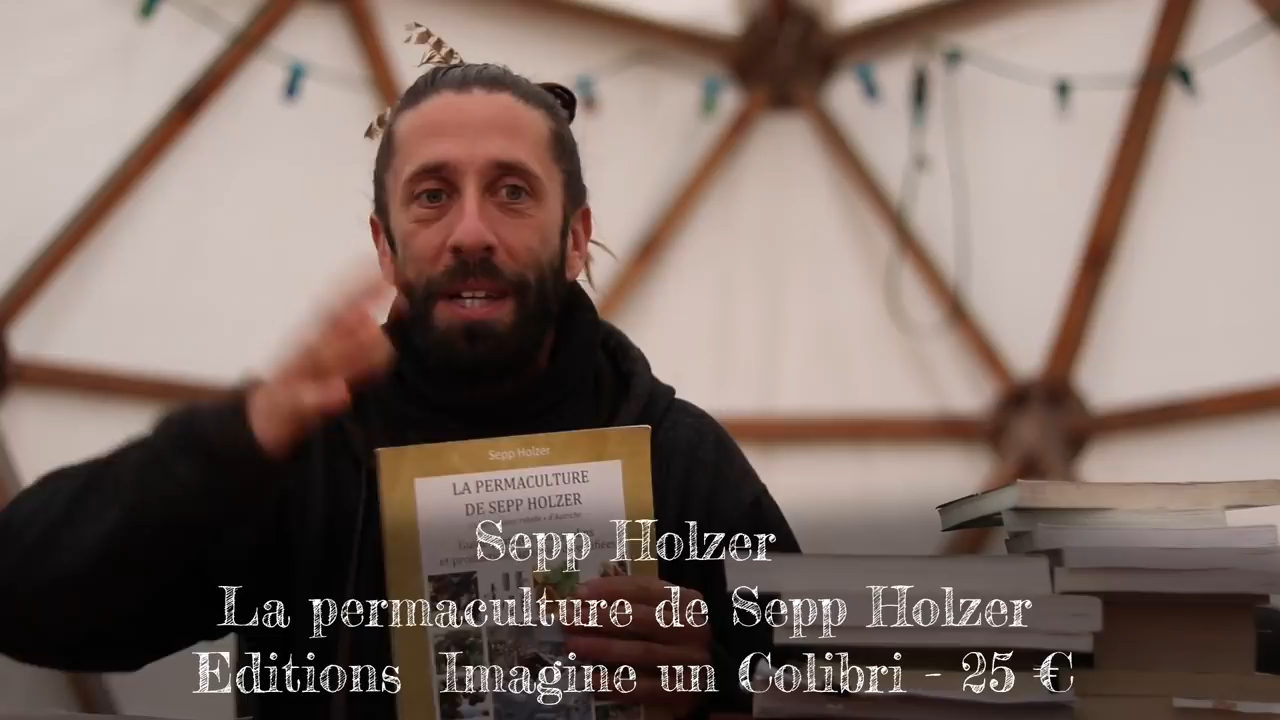 Sepp Holzer
LA PERMACULTURE
DE SEPP HOLZER
Sepp Holzer
La permaculture de Sepp Holzer
Editions Imagine un Colibri - 25 €